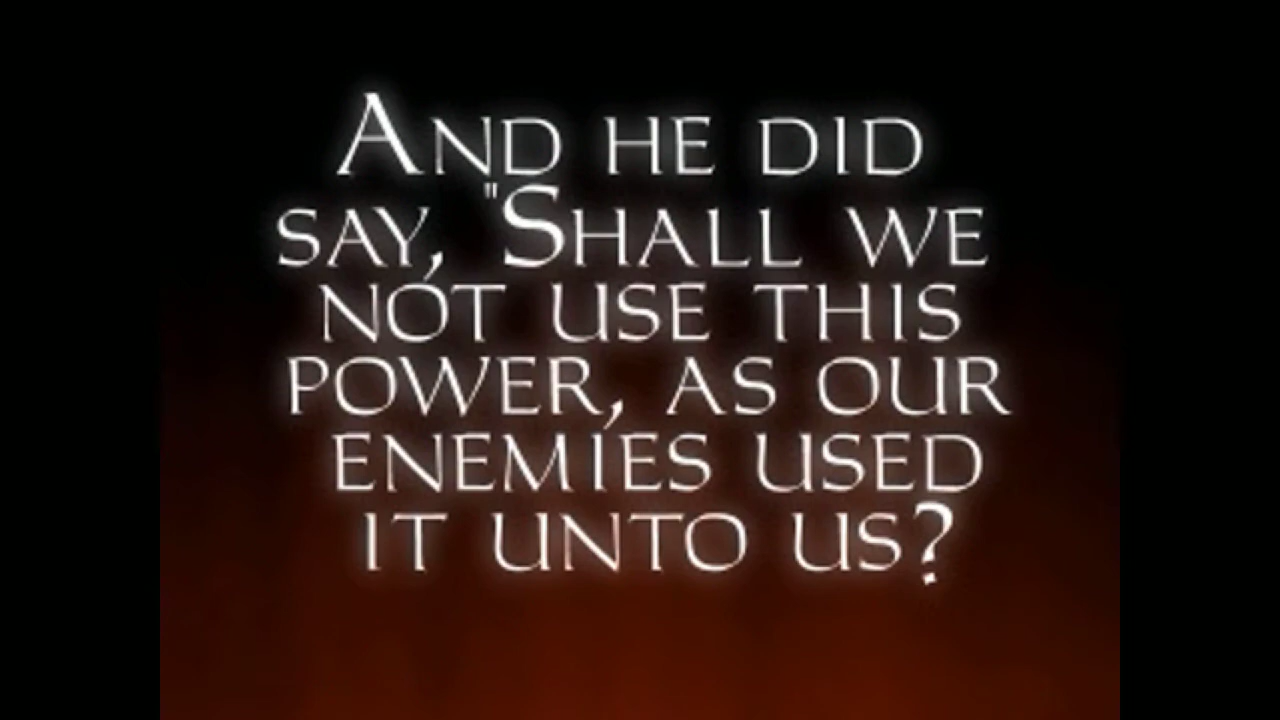 AND HE DID
SAY, "SHALL WE
NOT USE THIS
POWER, AS OUR
ENEMIES USED
IT UNTO US?